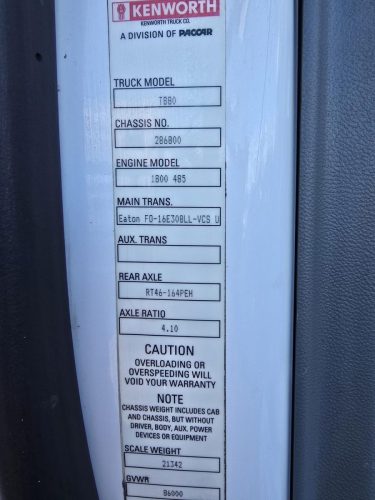 KENWORTH
KENWORTH TRUCK CO.
A DIVISION OF PACCAR
TRUCK MODEL
T880
CHASSIS NO.
286800
ENGINE MODEL
1800 485
MAIN TRANS.
Eaton FO-16E308LL-VCS U
AUX. TRANS
REAR AXLE
RT46-164PEH
AXLE RATIO
4.10
CAUTION
OVERLOADING OR
OVERSPEEDING WILL
VOID YOUR WARRANTY
NOTE
CHASSIS WEIGHT INCLUDES CAB
AND CHASSIS, BUT WITHOUT
DRIVER, BODY, AUX. POWER
DEVICES OR EQUIPMENT
SCALE WEIGHT
21342
GVWR
86000